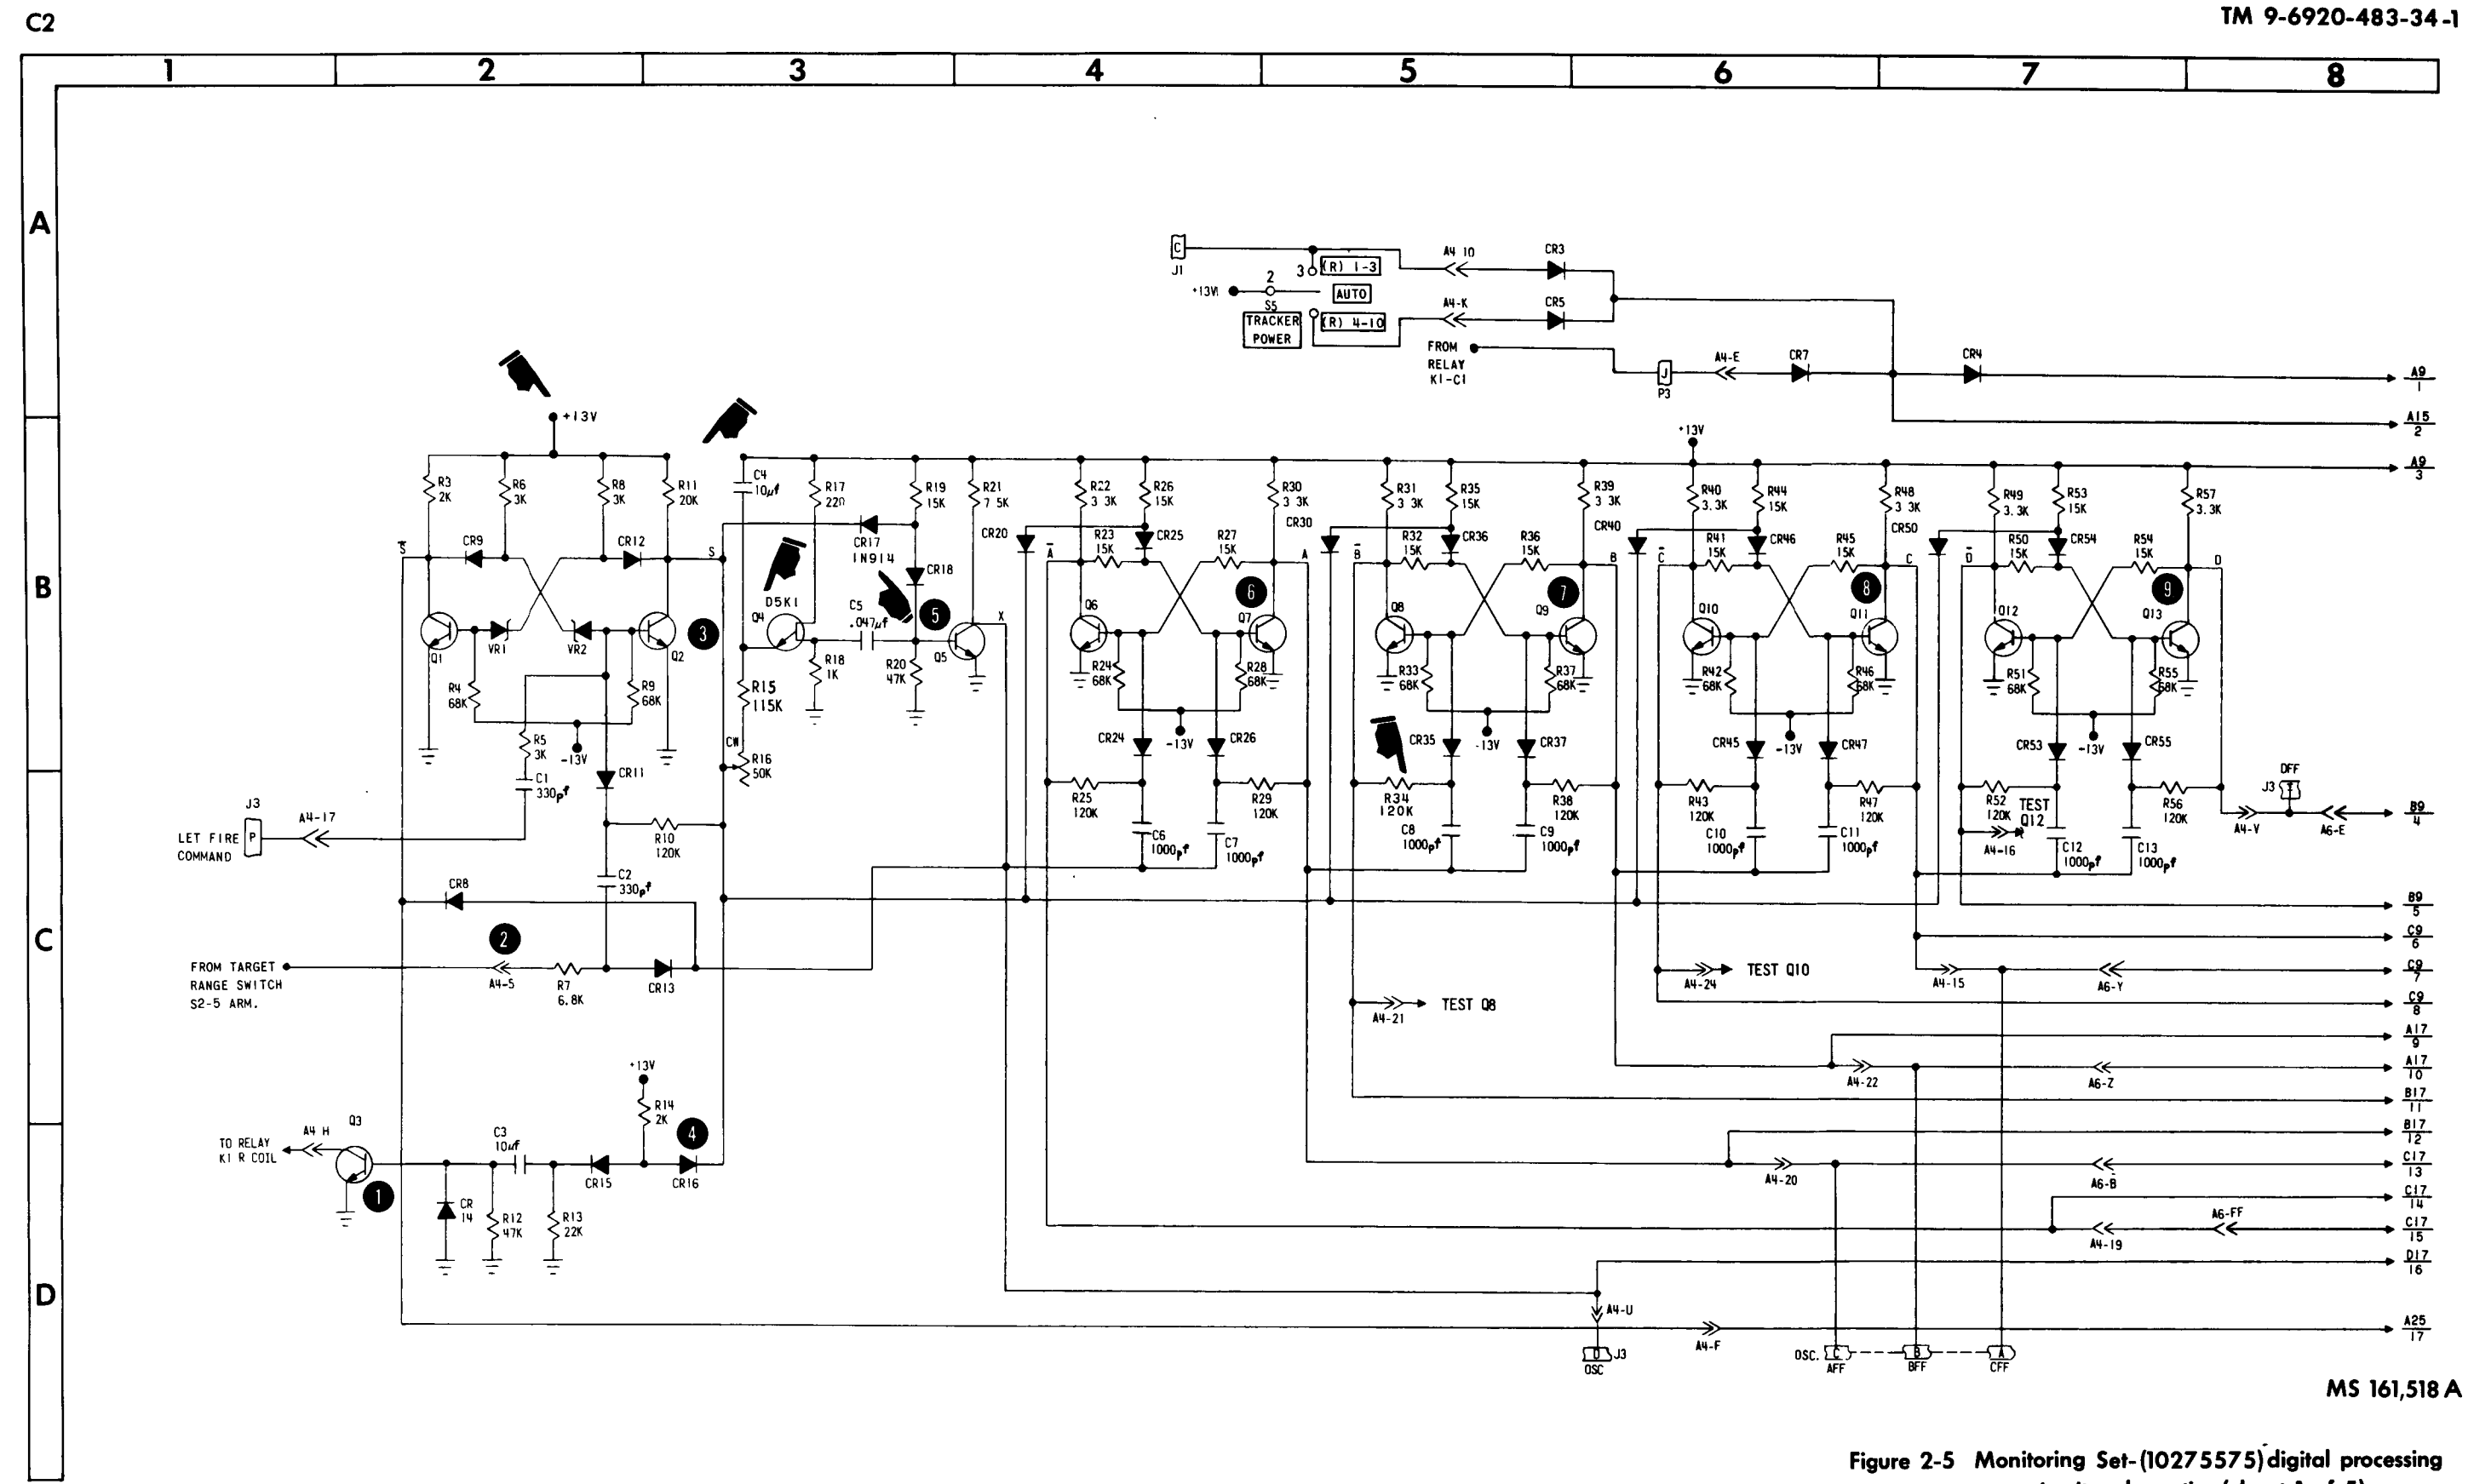 C2
TM 9-6920-483-34-1
1 2 3 4 5 6 7 8
A
B
C
D
C
J1
3
(R) 1-3
2
+13V
AUTO
S5
TRACKER
POWER
(R) 4-10
A4 10
CR3
A4-K
CR5
FROM
RELAY
K1-C1
J
P3
A4-E
CR7
CR4
A9
1
A15
2
A9
3
+13V
R3
2K
R6
3K
R8
3K
R11
20K
C4
10μf
R17
22Ω
R19
15K
R21
7 5K
R22
3 3K
R26
15K
R30
3 3K
R31
3 3K
R35
15K
R39
3 3K
+13V
R40
3.3K
R44
15K
R48
3.3K
R49
3.3K
R53
15K
R57
3.3K
S̅
CR9
CR12
S
CR17
1N914
CR18
CR20
A̅
R23
15K
CR25
R27
15K
A
CR30
B̅
R32
15K
CR36
R36
15K
B
CR40
C̅
R41
15K
CR46
R45
15K
C
CR50
D̅
R50
15K
CR54
R54
15K
D
Q1
VR1
VR2
Q2
3
D5K1
Q4
C5
.047μf
5
Q5
X
R18
1K
R20
47K
Q6
6
Q7
Q8
7
Q9
Q10
8
Q11
Q12
9
Q13
R4
68K
R9
68K
R5
3K
-13V
C1
330pf
CR11
R15
115K
CW
R16
50K
R24
68K
R28
68K
-13V
CR24
CR26
R33
68K
R37
68K
-13V
CR35
CR37
R42
68K
R46
68K
-13V
CR45
CR47
R51
68K
R55
68K
-13V
CR53
CR55
J3
P
LET FIRE
COMMAND
A4-17
R10
120K
C2
330pf
R25
120K
R29
120K
C6
1000pf
C7
1000pf
R34
120K
R38
120K
C8
1000pf
C9
1000pf
R43
120K
R47
120K
C10
1000pf
C11
1000pf
R52
120K
TEST
Q12
A4-16
R56
120K
C12
1000pf
C13
1000pf
DFF
J3
A4-V
A6-E
B9
4
CR8
B9
5
2
C9
6
FROM TARGET
RANGE SWITCH
S2-5 ARM.
A4-5
R7
6.8K
CR13
A4-24
TEST Q10
A4-15
A6-Y
C9
7
A4-21
TEST Q8
C9
8
A17
9
A4-22
A6-Z
A17
10
B17
11
+13V
R14
2K
4
TO RELAY
K1 R COIL
A4 H
Q3
1
C3
10μf
CR15
CR16
CR
14
R12
47K
R13
22K
B17
12
A4-20
A6-B
C17
13
C17
14
A6-FF
A4-19
C17
15
D17
16
A4-U
A4-F
A25
17
D
J3
OSC
OSC.
C
AFF
B
BFF
A
CFF
MS 161,518 A
Figure 2-5 Monitoring Set-(10275575) digital processing